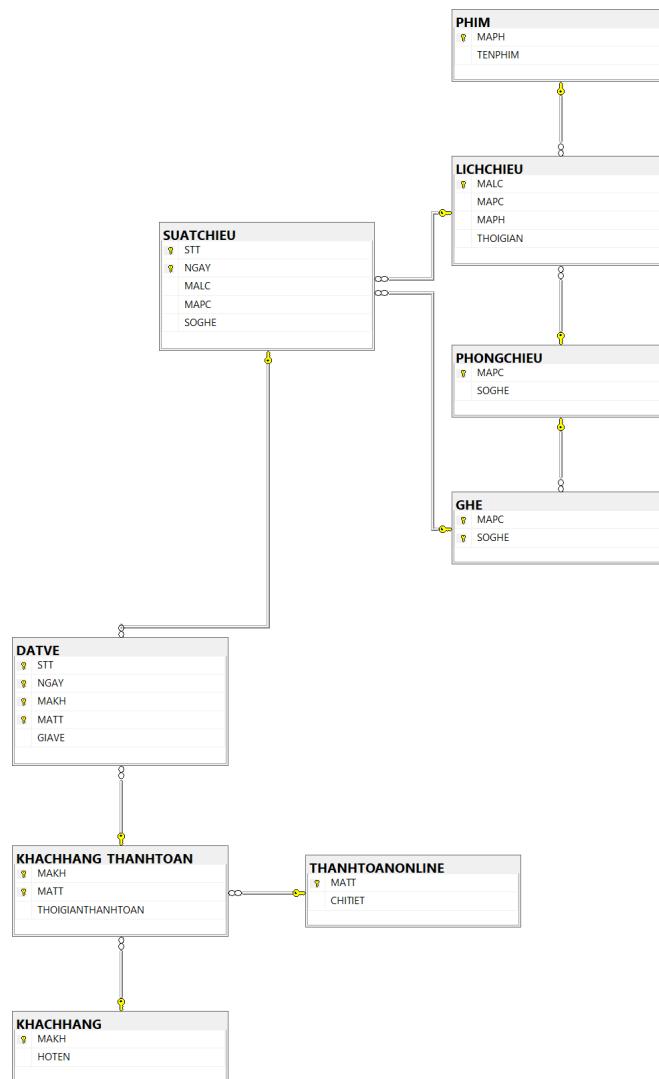 PHIM
MAPH
TENPHIM
LICHCHIEU
MALC
MAPC
MAPH
THOIGIAN
SUATCHIEU
STT
NGAY
MALC
MAPC
SOGHE
PHONGCHIEU
MAPC
SOGHE
GHE
MAPC
SOGHE
DATVE
STT
NGAY
MAKH
MATT
GIAVE
KHACHHANG THANHTOAN
MAKH
MATT
THOIGIANTHANHTOAN
THANHTOANONLINE
MATT
CHITIET
KHACHHANG
MAKH
HOTEN